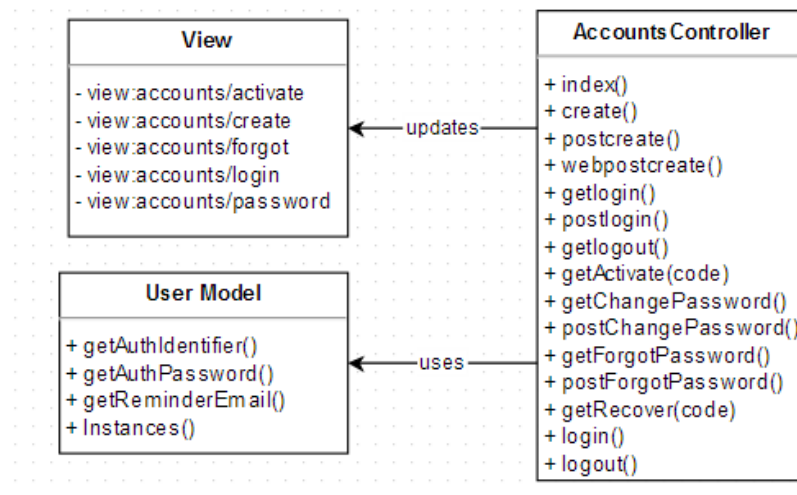 View
- view:accounts/activate
- view:accounts/create
- view:accounts/forgot
- view:accounts/login
- view:accounts/password
updates
User Model
+ getAuthIdentifier()
+ getAuthPassword()
+ getReminderEmail()
+ Instances()
uses
AccountsController
+ index()
+ create()
+ postcreate()
+ webpostcreate()
+ getlogin()
+ postlogin()
+ getlogout()
+ getActivate(code)
+ getChangePassword()
+ postChangePassword()
+ getForgotPassword()
+ postForgotPassword()
+ getRecover(code)
+ login()
+ logout()